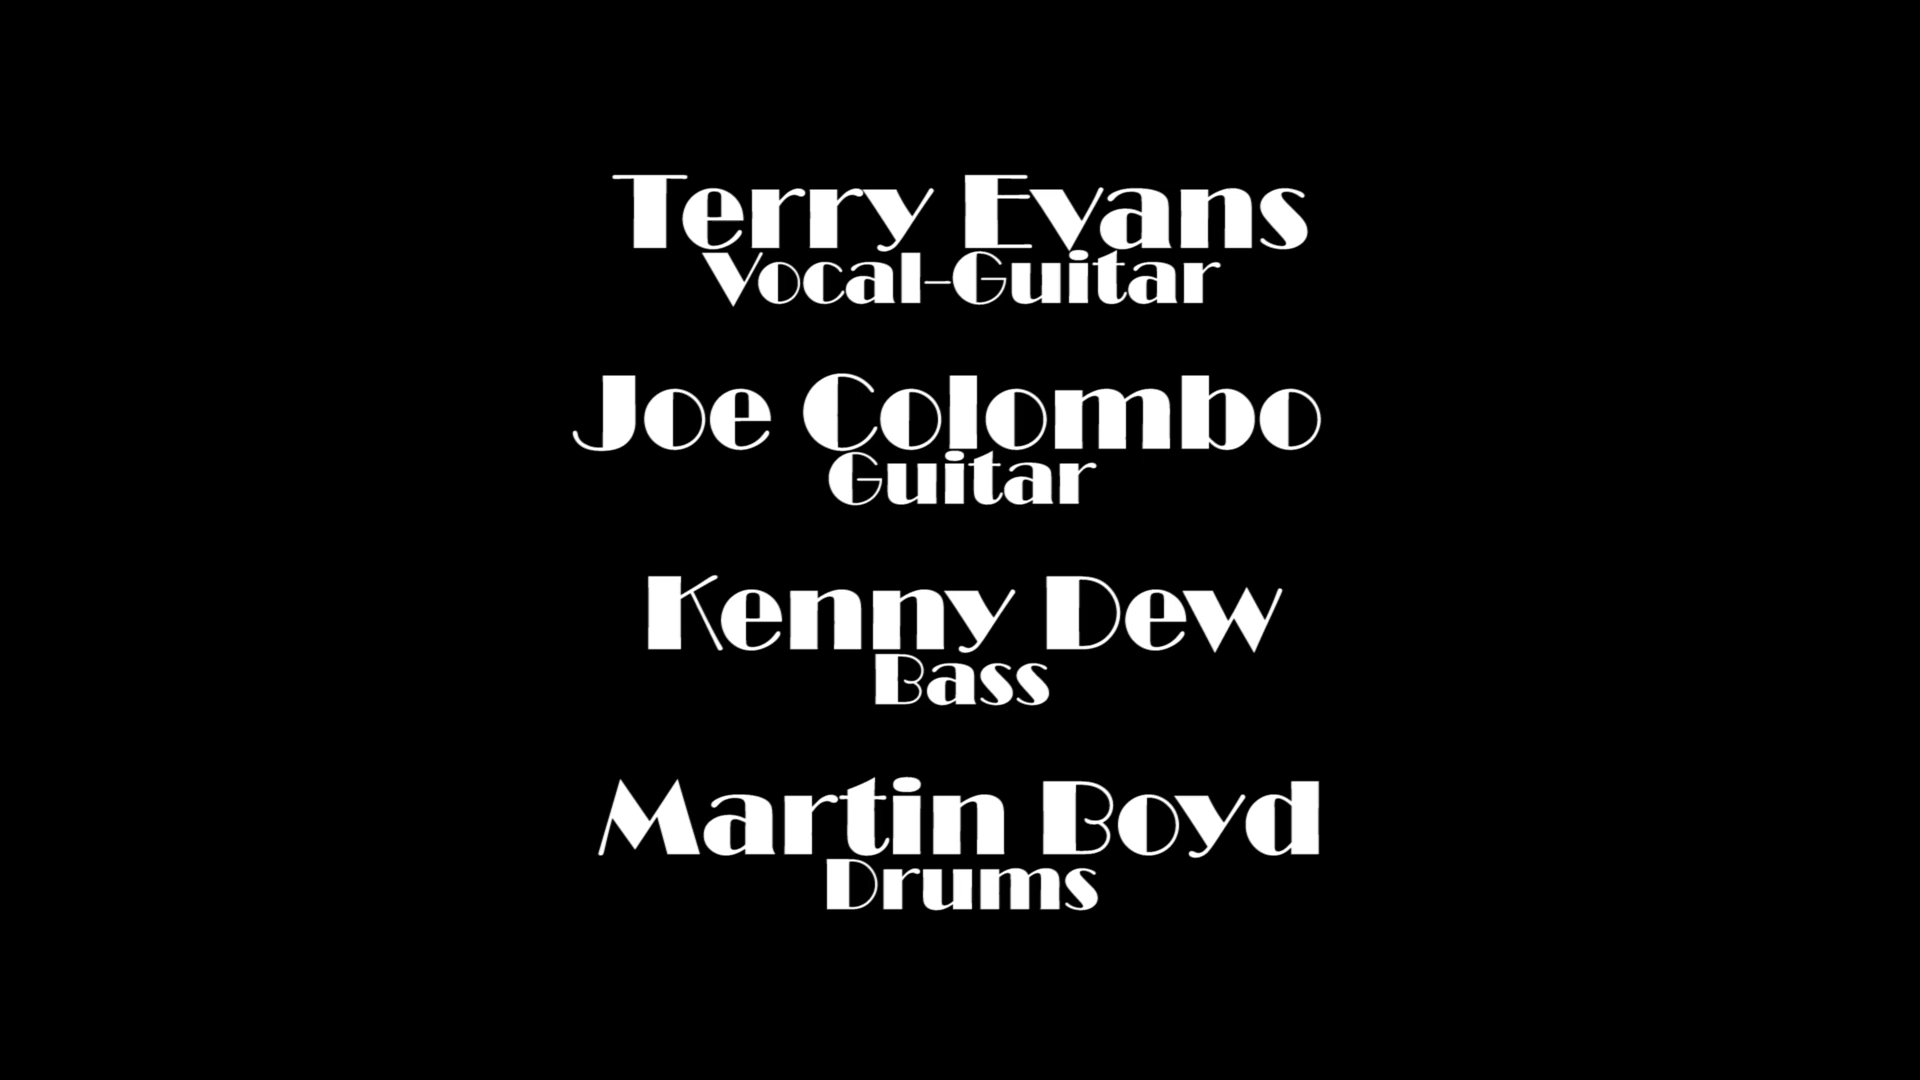 Terry Evans
Vocal-Guitar
Joe Colombo
Guitar
Kenny Dew
Bass
Martin Boyd
Drums